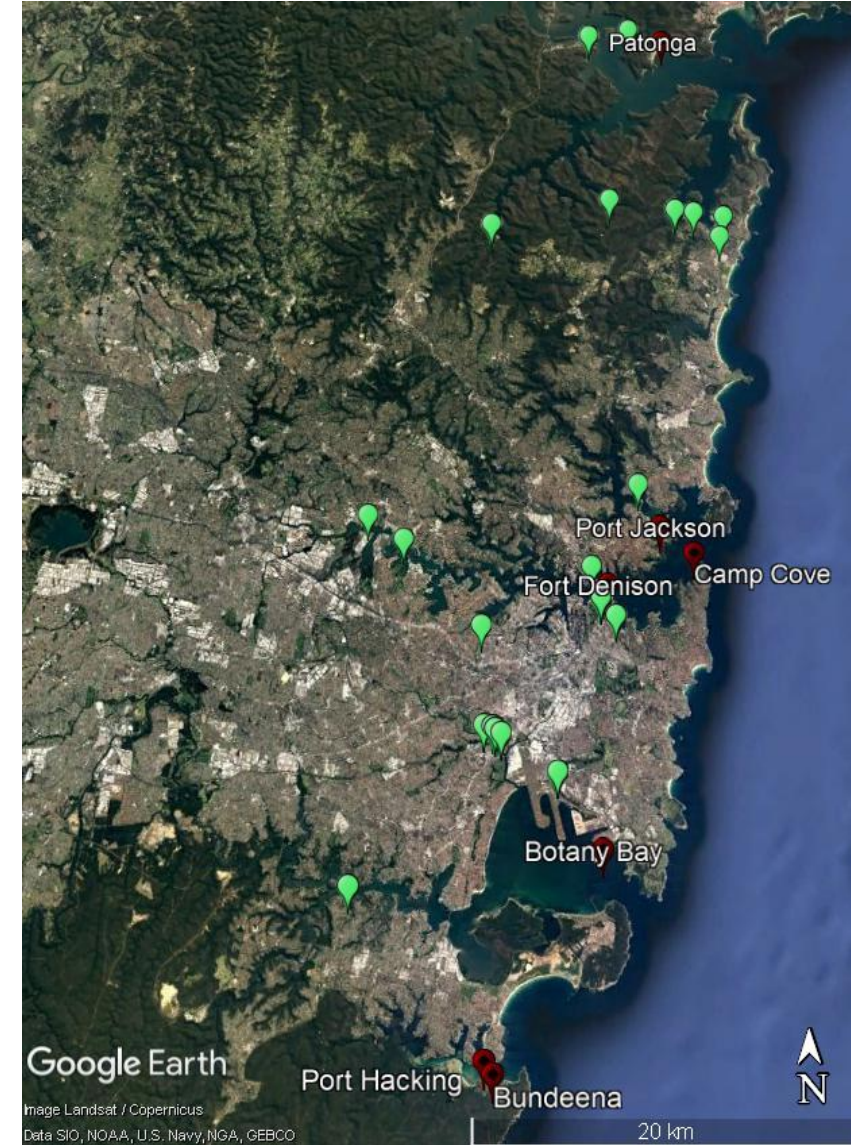 Patonga
Port Jackson
Camp Cove
Fort Denison
Botany Bay
Google Earth
Port Hacking
Bundeena
N
Image Landsat / Copernicus
Data SIO, NOAA, U.S. Navy, NGA, GEBCO
20 km